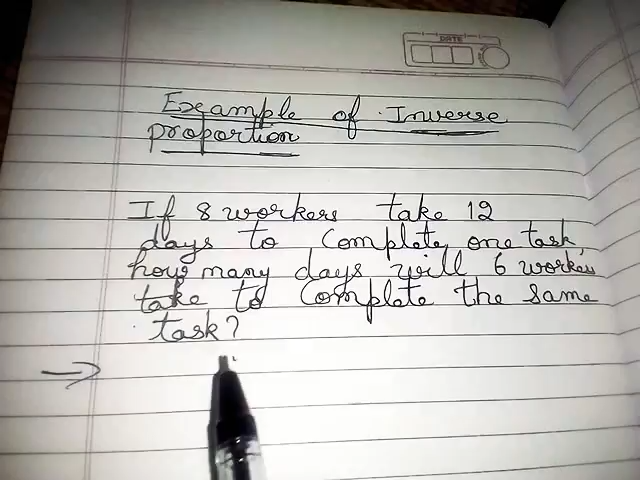 DATE
Example of Inverse
proportion
If 8 workers take 12
days to complete one task,
how many days will 6 workers
take to complete the same
task?